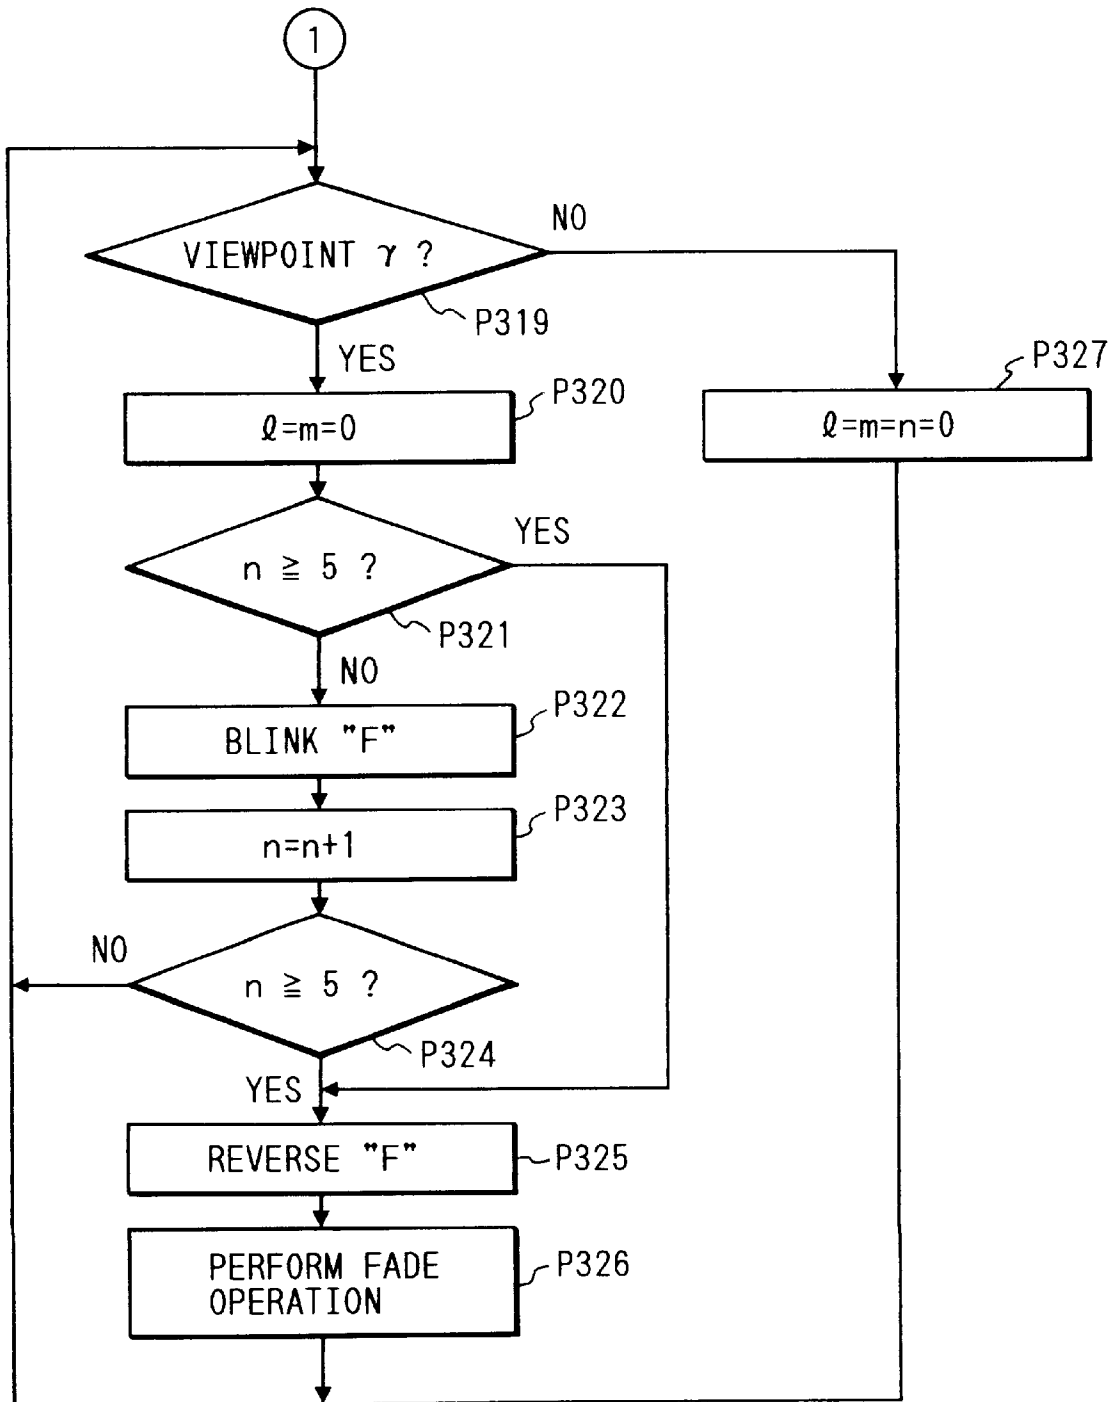 1
VIEWPOINT γ ?
NO
P319
YES
P320
ℓ=m=0
P327
ℓ=m=n=0
n ≧ 5 ?
YES
P321
NO
P322
BLINK "F"
P323
n=n+1
NO
n ≧ 5 ?
P324
YES
REVERSE "F"
P325
PERFORM FADE
OPERATION
P326